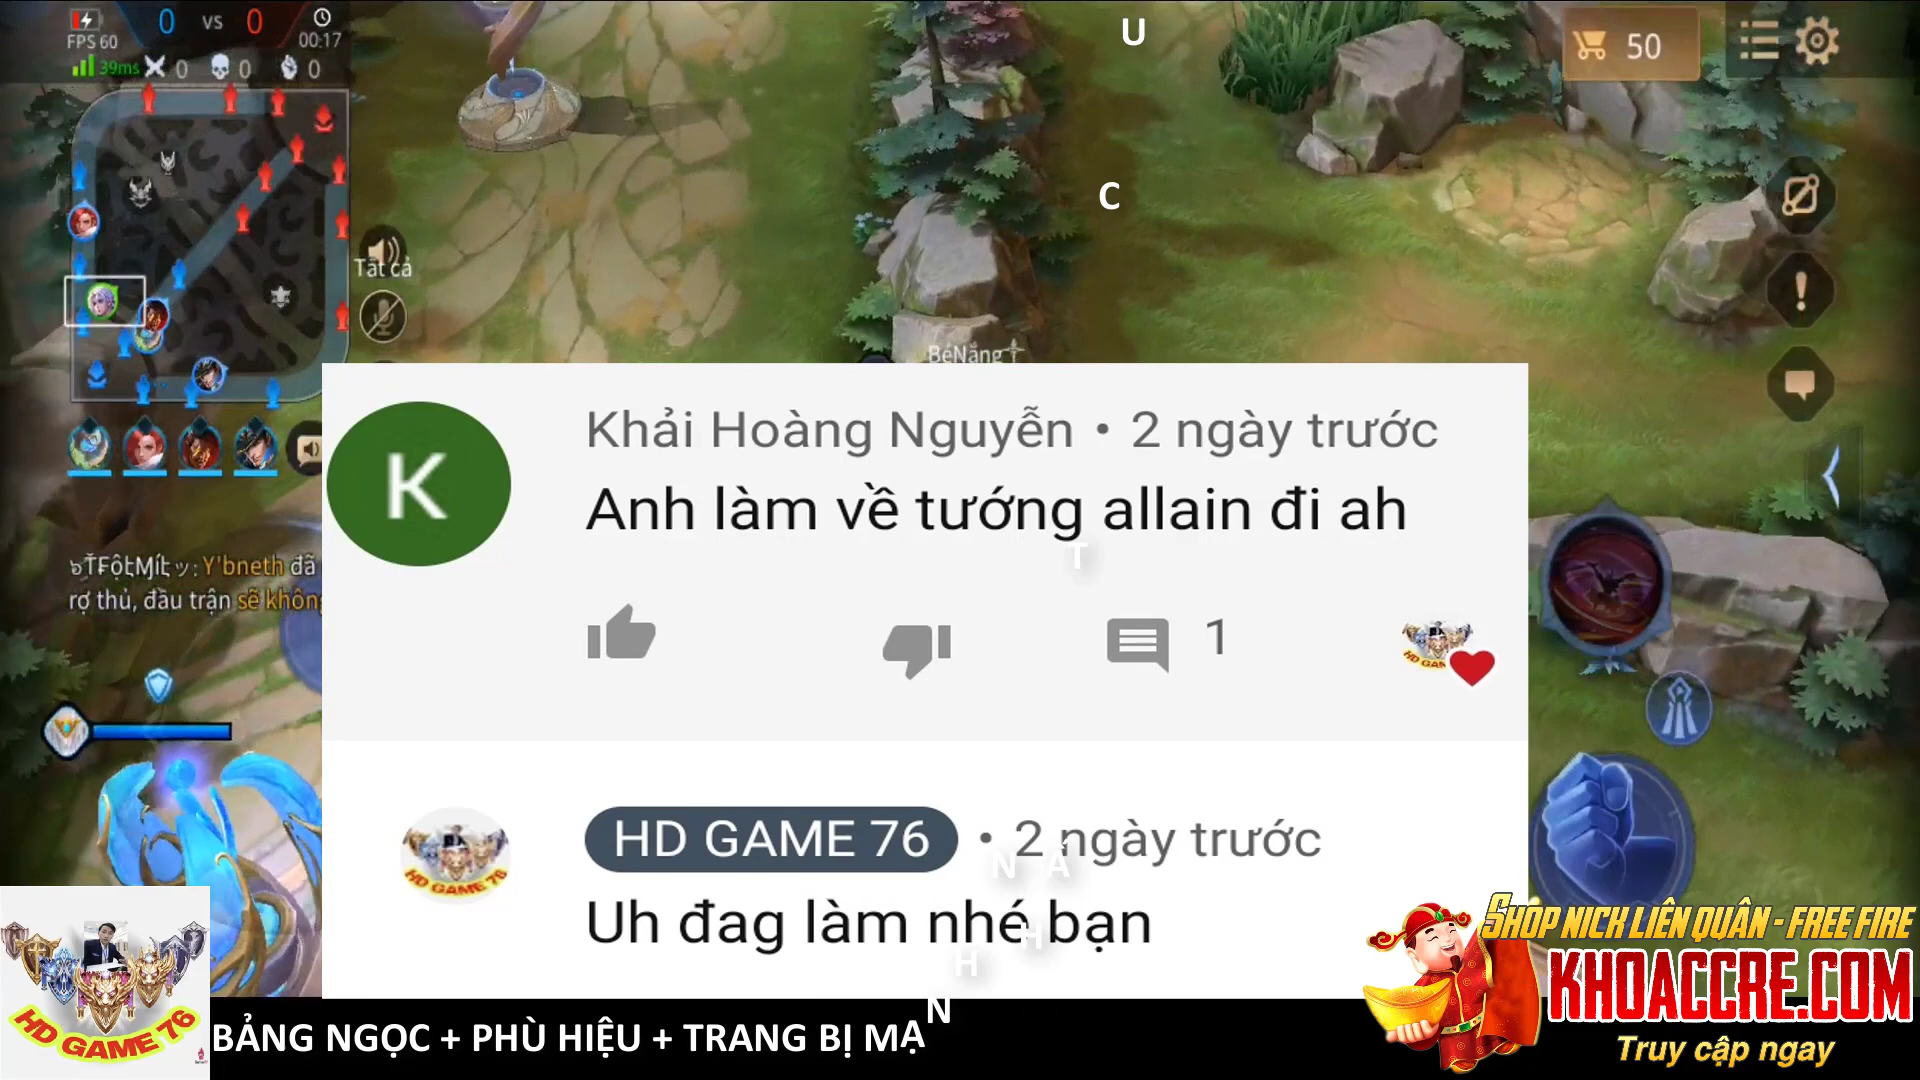 0 vs 0
FPS 60
00:17
39ms
0
0
0
50
U
C
Tất cả
BéNắng
Khải Hoàng Nguyễn • 2 ngày trước
Anh làm về tướng allain đi ah
T
1
Y'bneth đã
rợ thủ, đầu trận sẽ không
HD GAME 76 • 2 ngày trước
N Ấ
Uh đag làm nhé bạn
H
H
N
BẢNG NGỌC + PHÙ HIỆU + TRANG BỊ MẠ
HD GAME 76
SHOP NICK LIÊN QUÂN - FREE FIRE
KHOACCRE.COM
Truy cập ngay